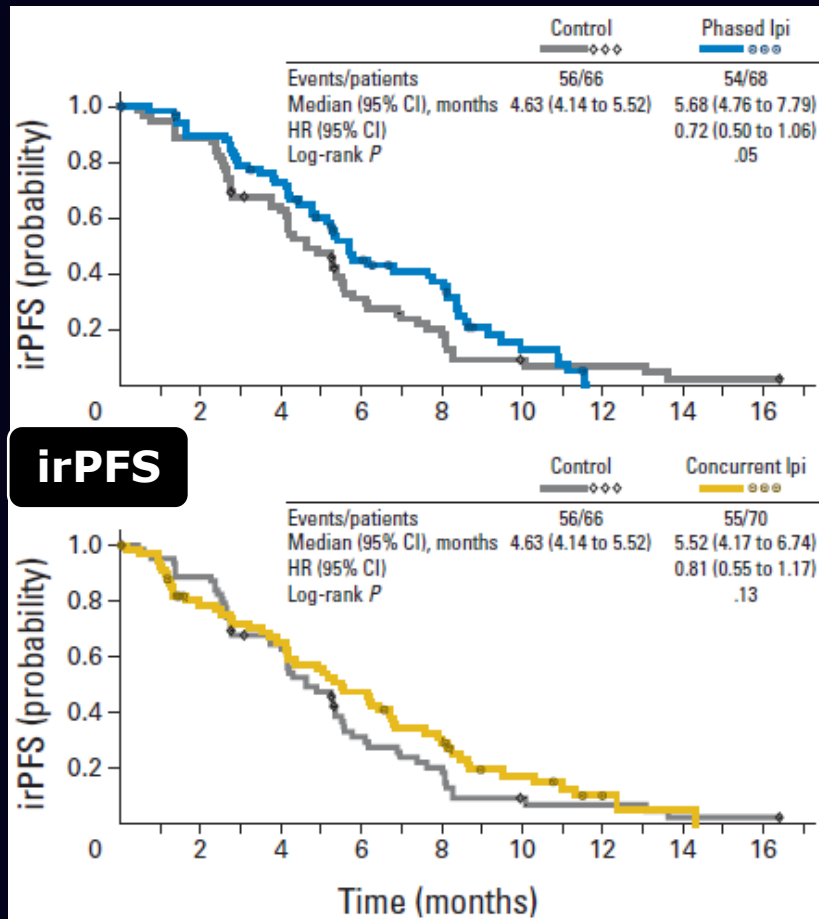 Control Phased Ipi
Events/patients 56/66 54/68
Median (95% CI), months 4.63 (4.14 to 5.52) 5.68 (4.76 to 7.79)
HR (95% CI) 0.72 (0.50 to 1.06)
Log-rank P .05
irPFS (probability)
1.0
0.8
0.6
0.4
0.2
0 2 4 6 8 10 12 14 16
irPFS
Control Concurrent Ipi
Events/patients 56/66 55/70
Median (95% CI), months 4.63 (4.14 to 5.52) 5.52 (4.17 to 6.74)
HR (95% CI) 0.81 (0.55 to 1.17)
Log-rank P .13
irPFS (probability)
1.0
0.8
0.6
0.4
0.2
0 2 4 6 8 10 12 14 16
Time (months)